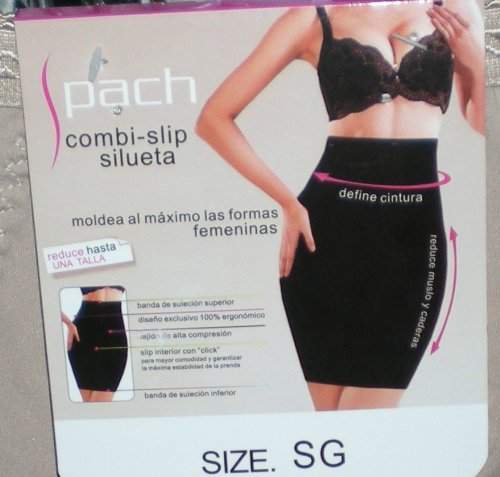 pach
combi-slip
silueta
define cintura
moldea al máximo las formas
femeninas
reduce hasta
UNA TALLA
reduce muslo y caderas
banda de suleción superior
diseño exclusivo 100% ergonómico
tejido de alta compresión
slip interior con "click"
para mayor comodidad y garantizar
la máxima estabilidad de la prenda
banda de suleción inferior
SIZE. SG